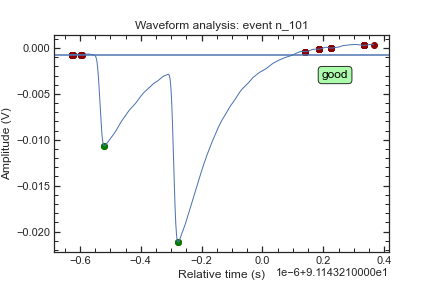 Waveform analysis: event n_101
Amplitude (V)
0.000
−0.005
−0.010
−0.015
−0.020
good
−0.6
−0.4
−0.2
0.0
0.2
0.4
Relative time (s)
1e−6+9.1143210000e1